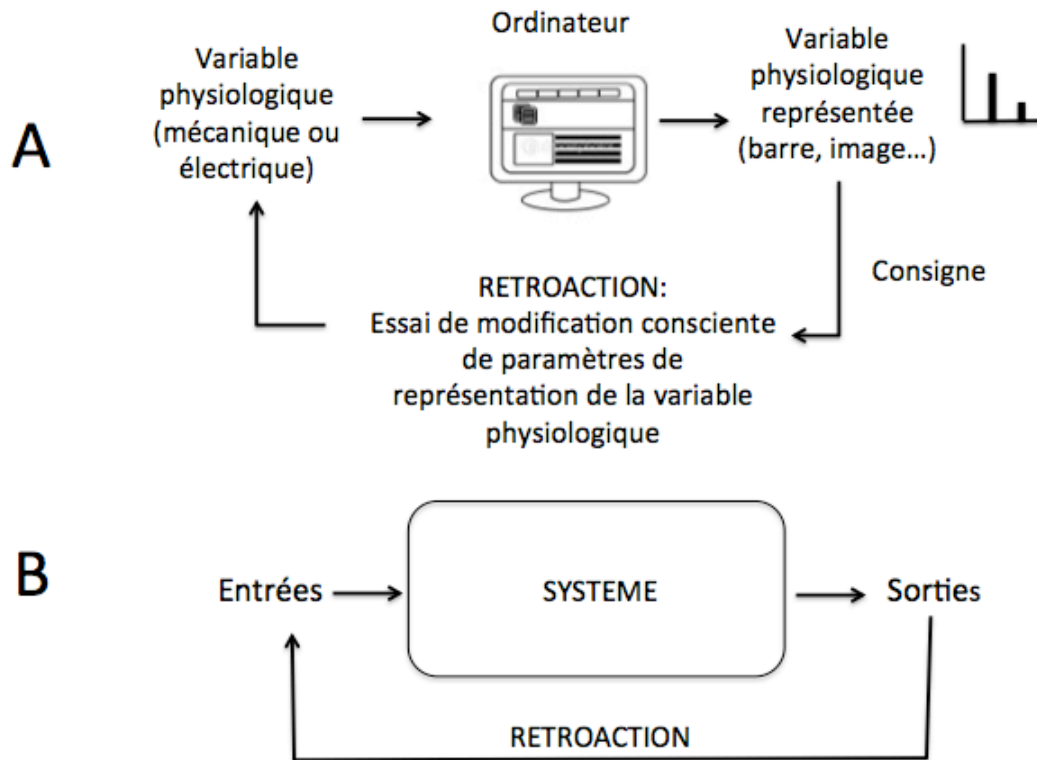 A
Variable
physiologique
(mécanique ou
électrique)
Ordinateur
Variable
physiologique
représentée
(barre, image…)
Consigne
RETROACTION:
Essai de modification consciente
de paramètres de
représentation de la variable
physiologique
B
Entrées
SYSTEME
Sorties
RETROACTION